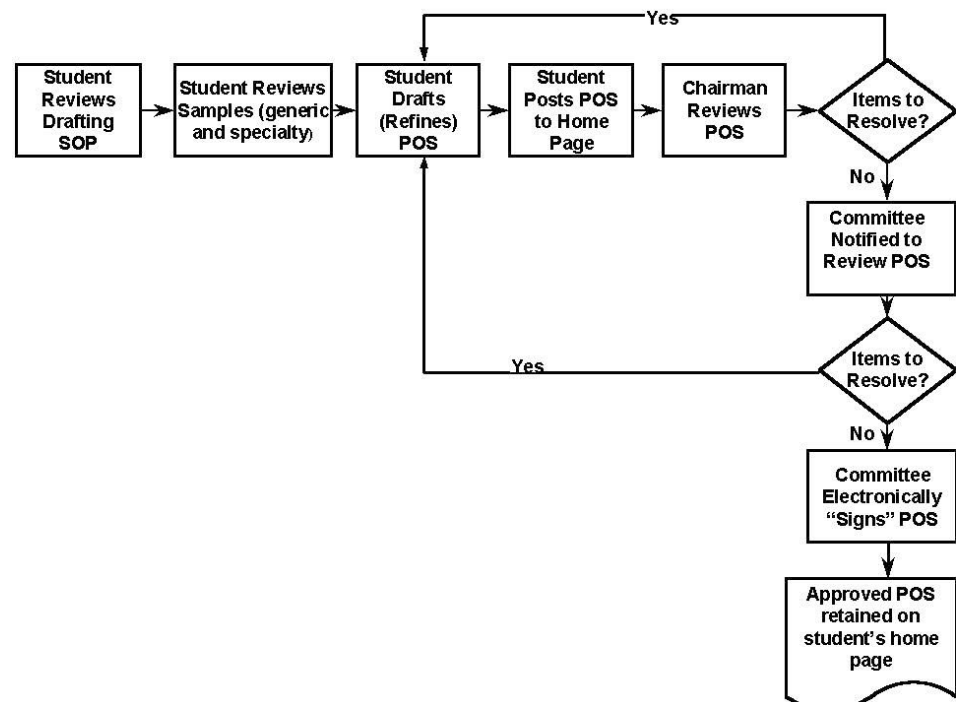 Yes
Student
Reviews
Drafting
SOP
Student Reviews
Samples (generic
and specialty)
Student
Drafts
(Refines)
POS
Student
Posts POS
to Home
Page
Chairman
Reviews
POS
Items to
Resolve?
No
Committee
Notified to
Review POS
Items to
Resolve?
Yes
No
Committee
Electronically
“Signs” POS
Approved POS
retained on
student’s home
page